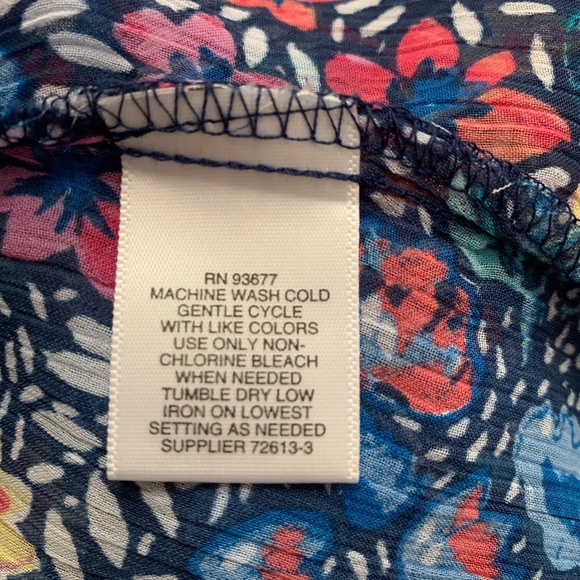 RN 93677
MACHINE WASH COLD
GENTLE CYCLE
WITH LIKE COLORS
USE ONLY NON-
CHLORINE BLEACH
WHEN NEEDED
TUMBLE DRY LOW
IRON ON LOWEST
SETTING AS NEEDED
SUPPLIER 72613-3